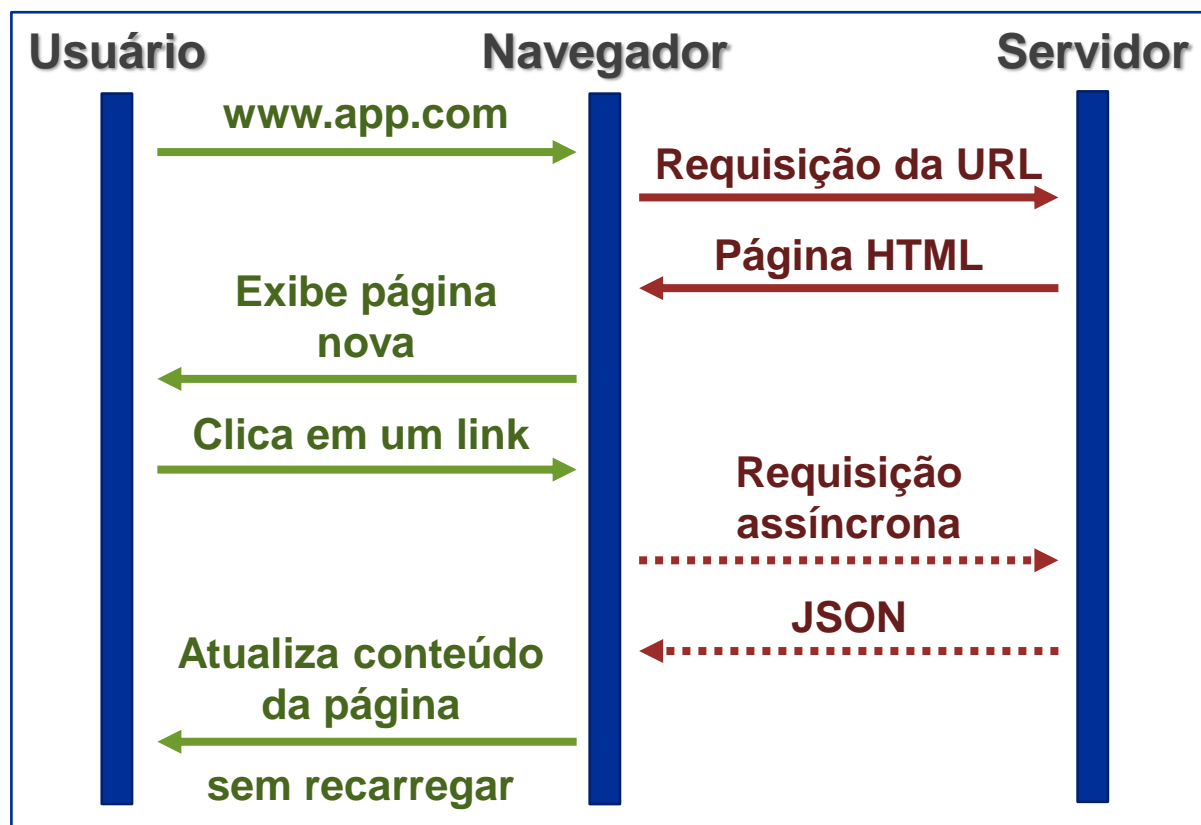 Usuário
Navegador
Servidor
www.app.com
Requisição da URL
Página HTML
Exibe página
nova
Clica em um link
Requisição
assíncrona
JSON
Atualiza conteúdo
da página
sem recarregar